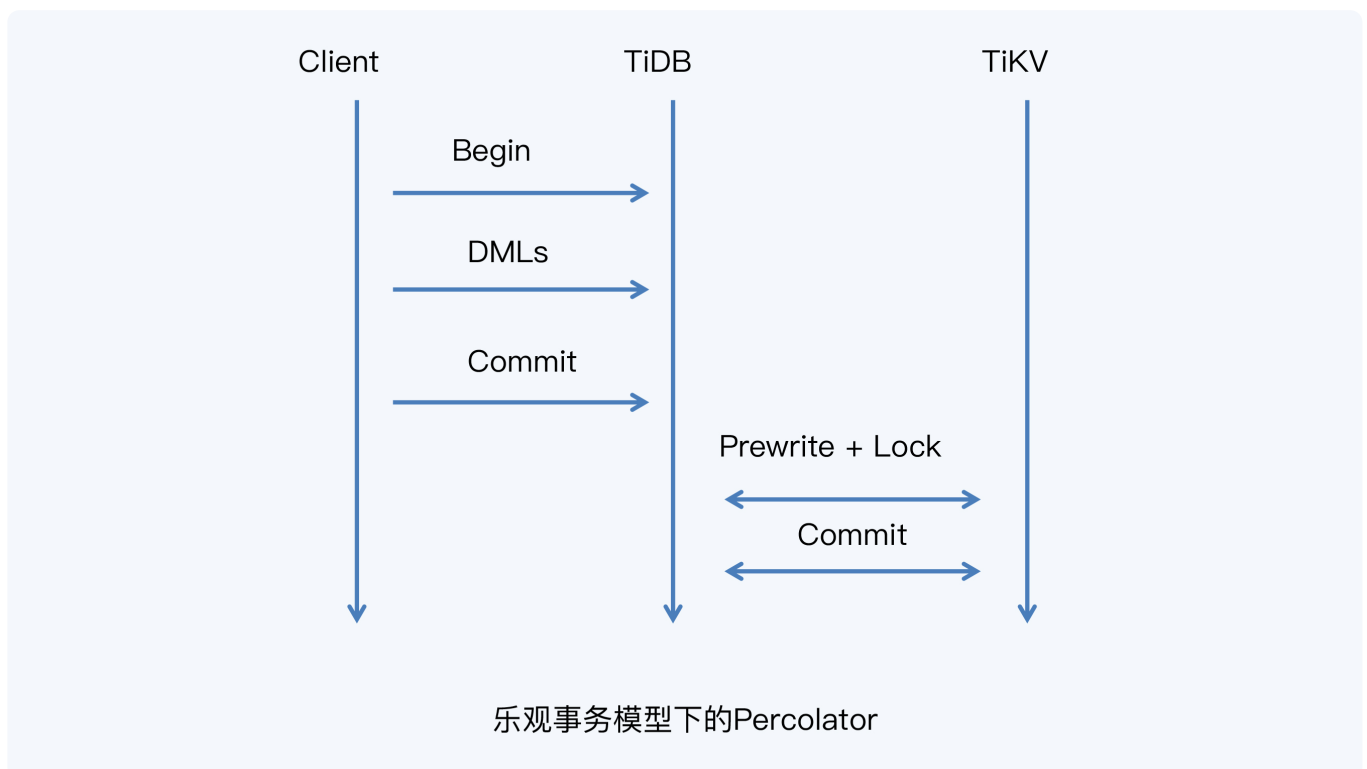 Client TiDB TiKV
Begin
DMLs
Commit
Prewrite + Lock
Commit
乐观事务模型下的Percolator